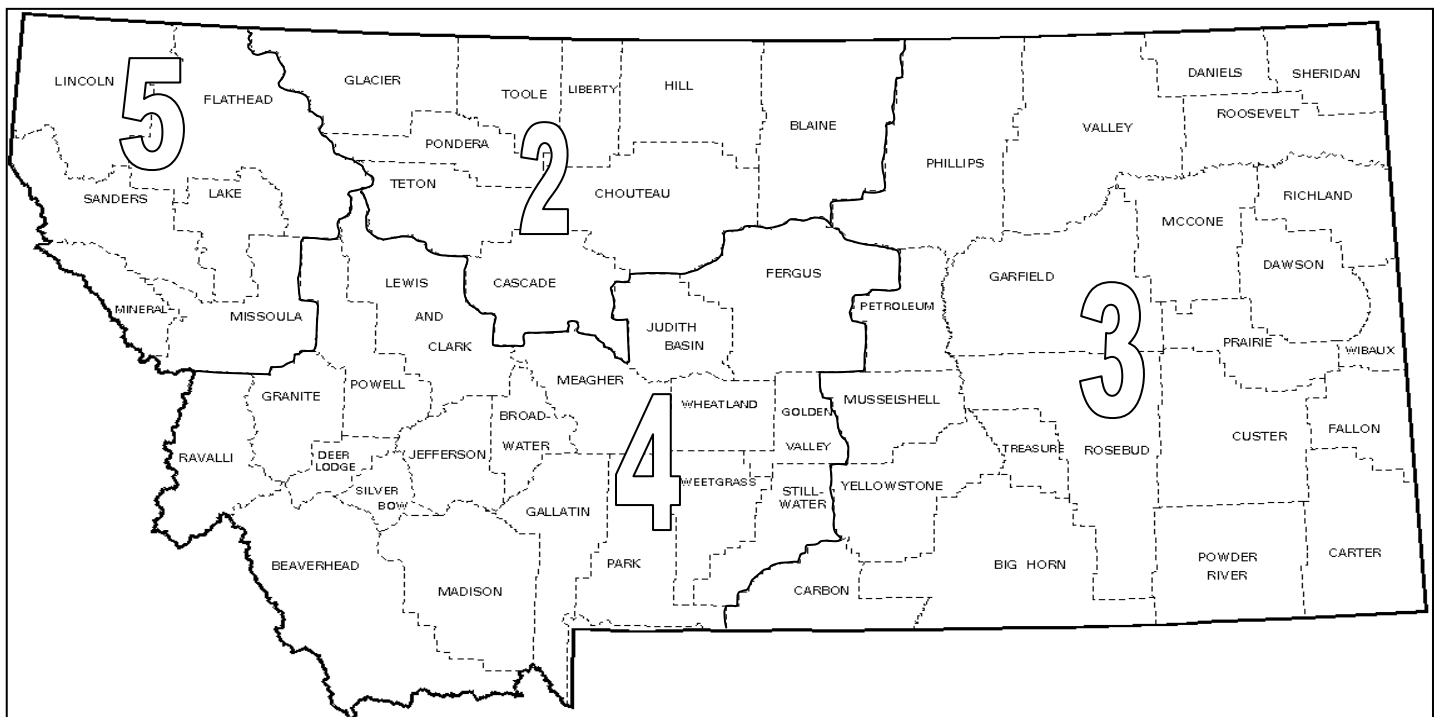 LINCOLN
5
FLATHEAD
SANDERS
LAKE
MINERAL
MISSOULA
GLACIER
TOOLE
LIBERTY
HILL
BLAINE
PONDERA
2
TETON
CHOUTEAU
CASCADE
PHILLIPS
VALLEY
DANIELS
SHERIDAN
ROOSEVELT
RICHLAND
MCCONE
DAWSON
GARFIELD
PETROLEUM
3
PRAIRIE
WIBAUX
MUSSELSHELL
TREASURE
ROSEBUD
CUSTER
FALLON
YELLOWSTONE
BIG HORN
POWDER
RIVER
CARTER
CARBON
LEWIS
AND
CLARK
FERGUS
JUDITH
BASIN
POWELL
MEAGHER
GRANITE
WHEATLAND
GOLDEN
VALLEY
BROAD-
WATER
RAVALLI
DEER
LODGE
JEFFERSON
4
WEETGRASS
STILL-
WATER
SILVER
BOW
GALLATIN
PARK
BEAVERHEAD
MADISON